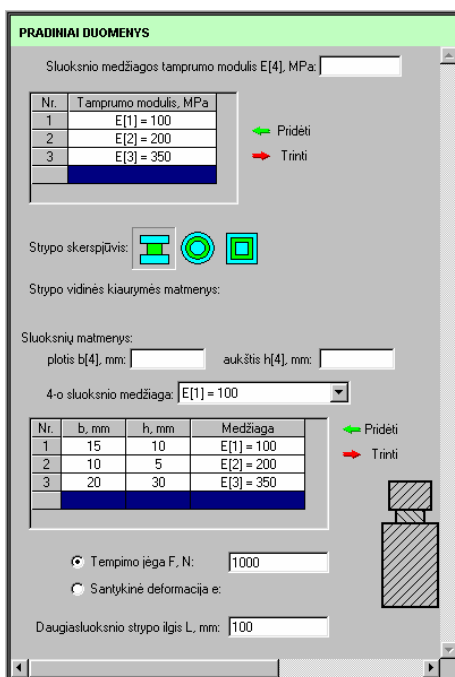 PRADINIAI DUOMENYS
Sluoksnio medžiagos tamprumo modulis E[4], MPa:
Nr. Tamprumo modulis, MPa
1 E[1] = 100
2 E[2] = 200
3 E[3] = 350
Pridėti
Trinti
Strypo skerspjūvis:
Strypo vidinės kiaurymės matmenys:
Sluoksnių matmenys:
plotis b[4], mm: aukštis h[4], mm:
4-o sluoksnio medžiaga: E[1] = 100
Nr. b, mm h, mm Medžiaga
1 15 10 E[1] = 100
2 10 5 E[2] = 200
3 20 30 E[3] = 350
Pridėti
Trinti
Tempimo jėga F, N: 1000
Santykinė deformacija e:
Daugiasluoksnio strypo ilgis L, mm: 100